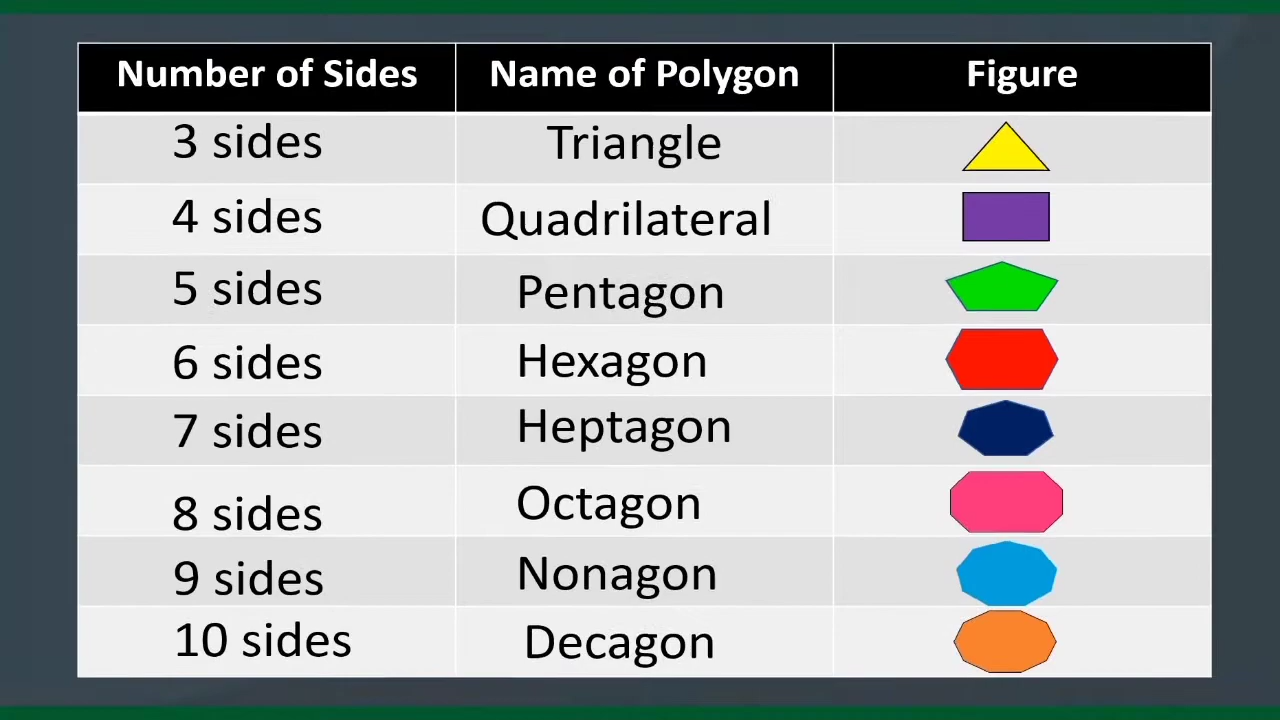 Number of Sides Name of Polygon Figure
3 sides Triangle
4 sides Quadrilateral
5 sides Pentagon
6 sides Hexagon
7 sides Heptagon
8 sides Octagon
9 sides Nonagon
10 sides Decagon